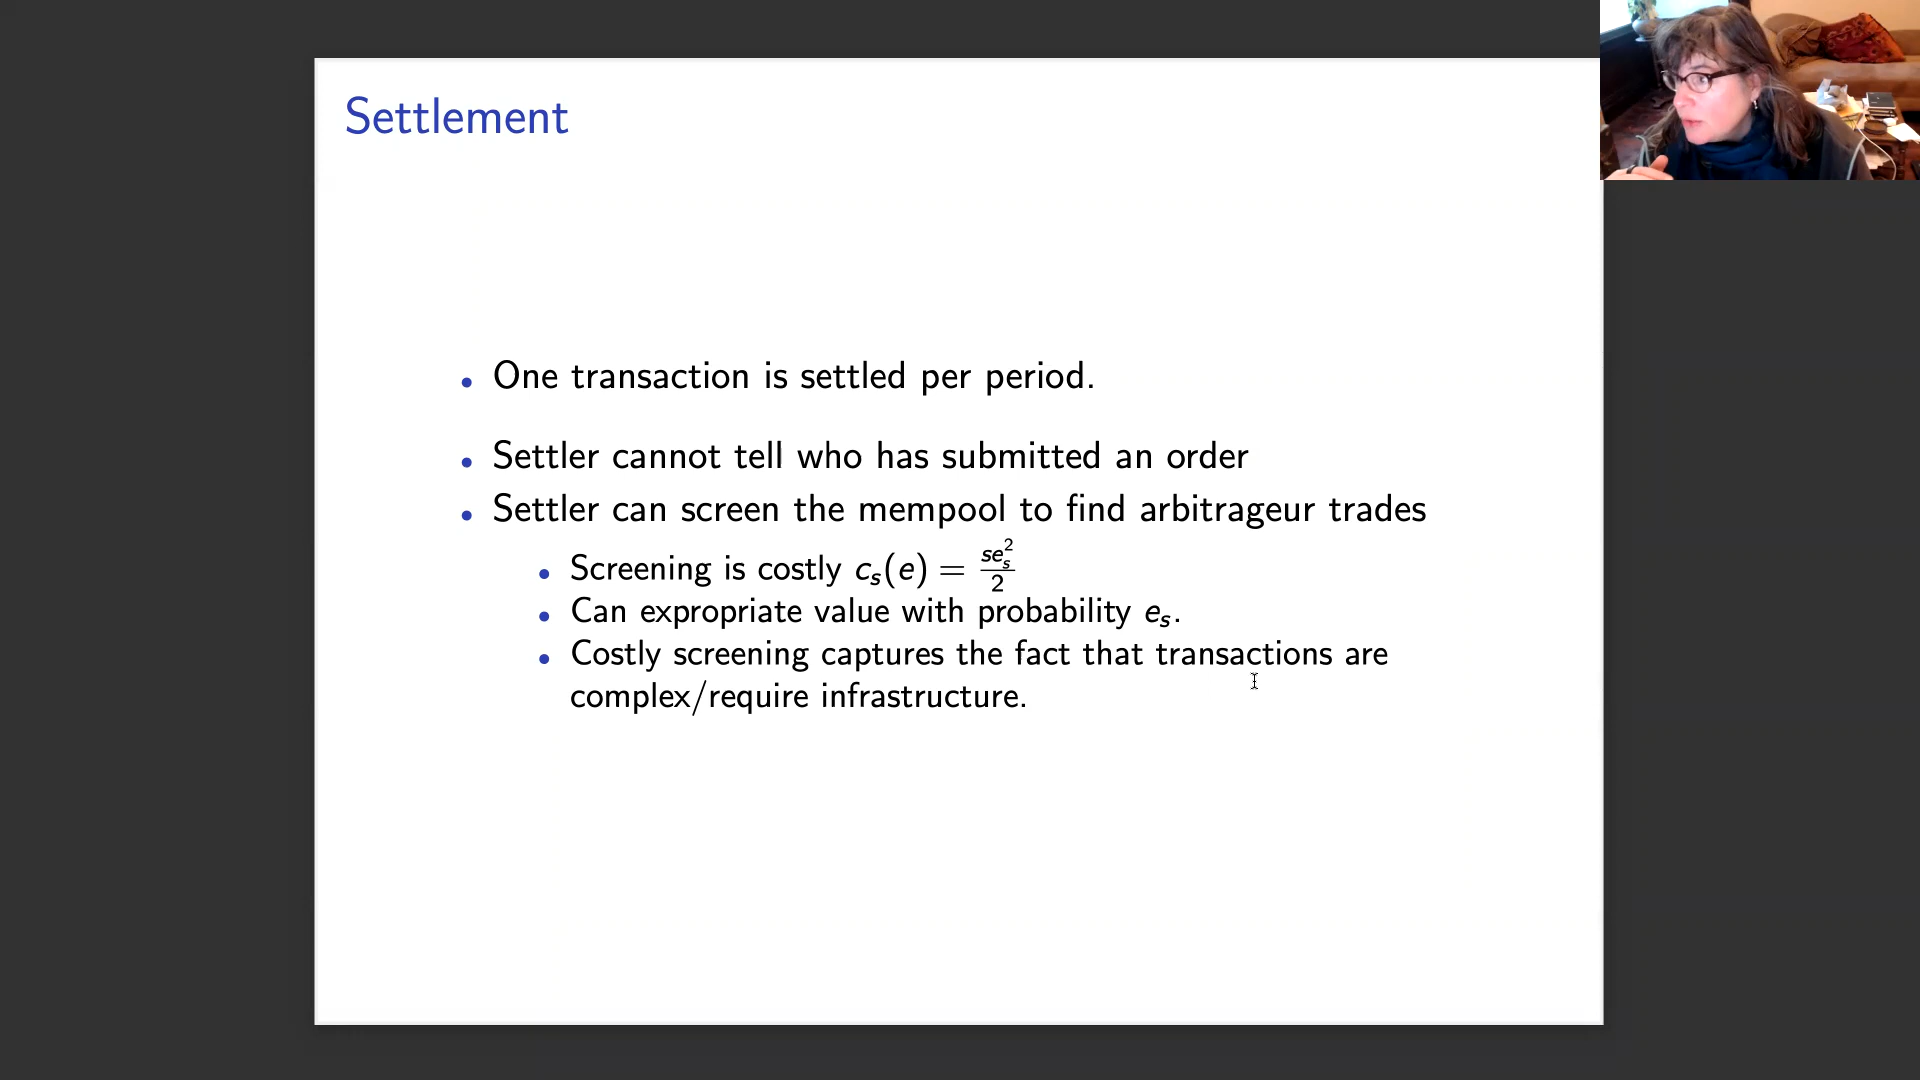 Settlement
• One transaction is settled per period.
• Settler cannot tell who has submitted an order
• Settler can screen the mempool to find arbitrageur trades
• Screening is costly $c_s(e) = \frac{se_s^2}{2}$
• Can expropriate value with probability $e_s$.
• Costly screening captures the fact that transactions are
complex/require infrastructure.